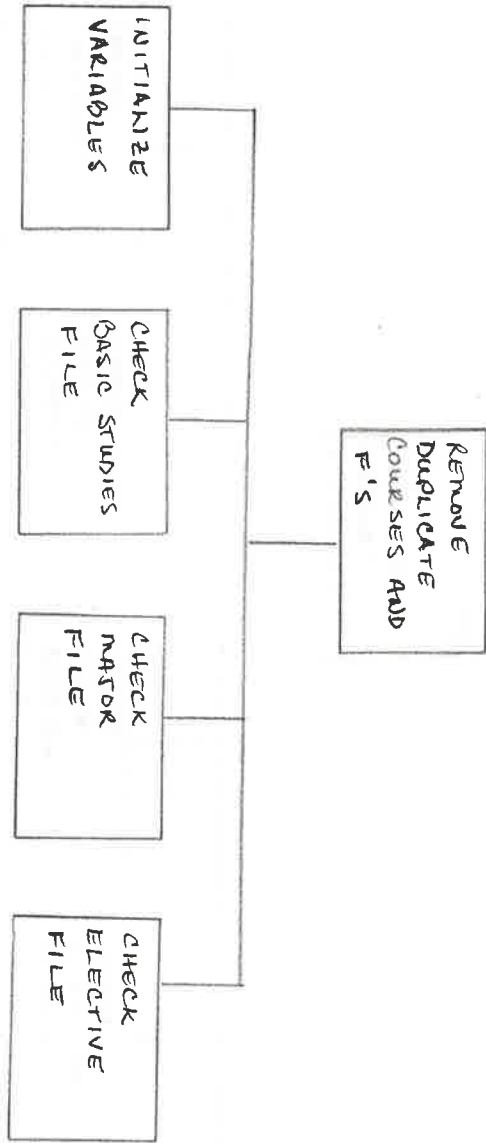 REMOVE
DUPLICATE
COURSES AND
F'S
INITIALIZE
VARIABLES
CHECK
BASIC STUDIES
FILE
CHECK
MAJOR
FILE
CHECK
ELECTIVE
FILE